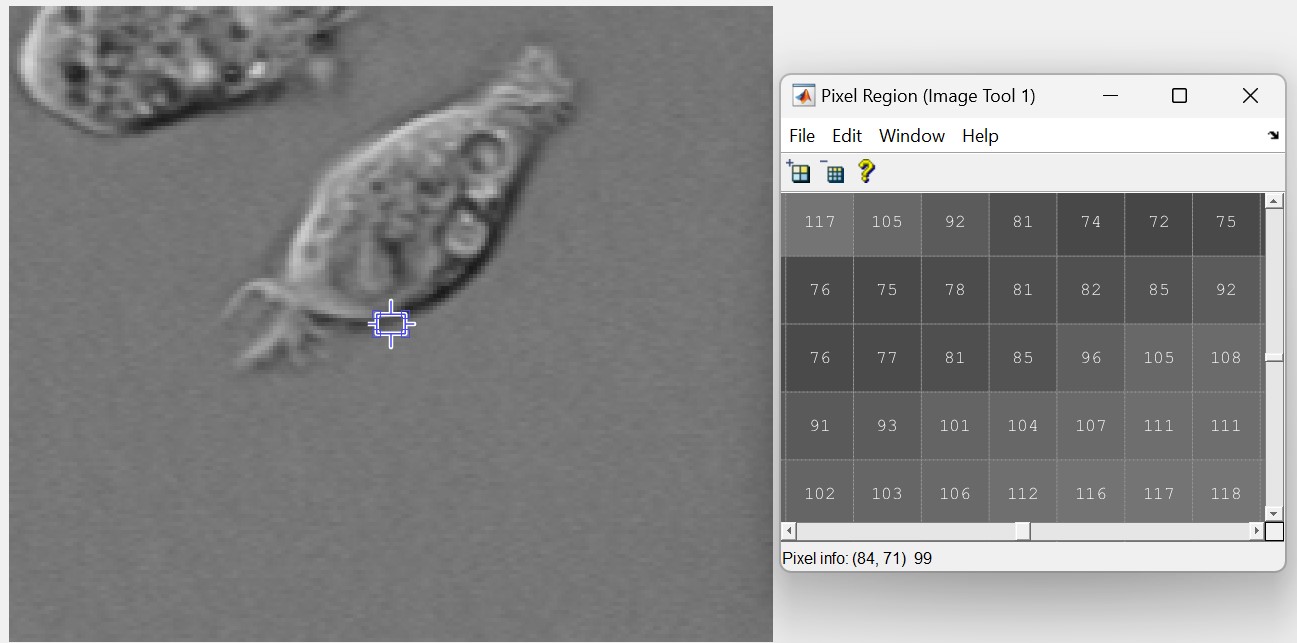 Pixel Region (Image Tool 1)
File Edit Window Help
?
117 105 92 81 74 72 75
76 75 78 81 82 85 92
76 77 81 85 96 105 108
91 93 101 104 107 111 111
102 103 106 112 116 117 118
Pixel info: (84, 71) 99